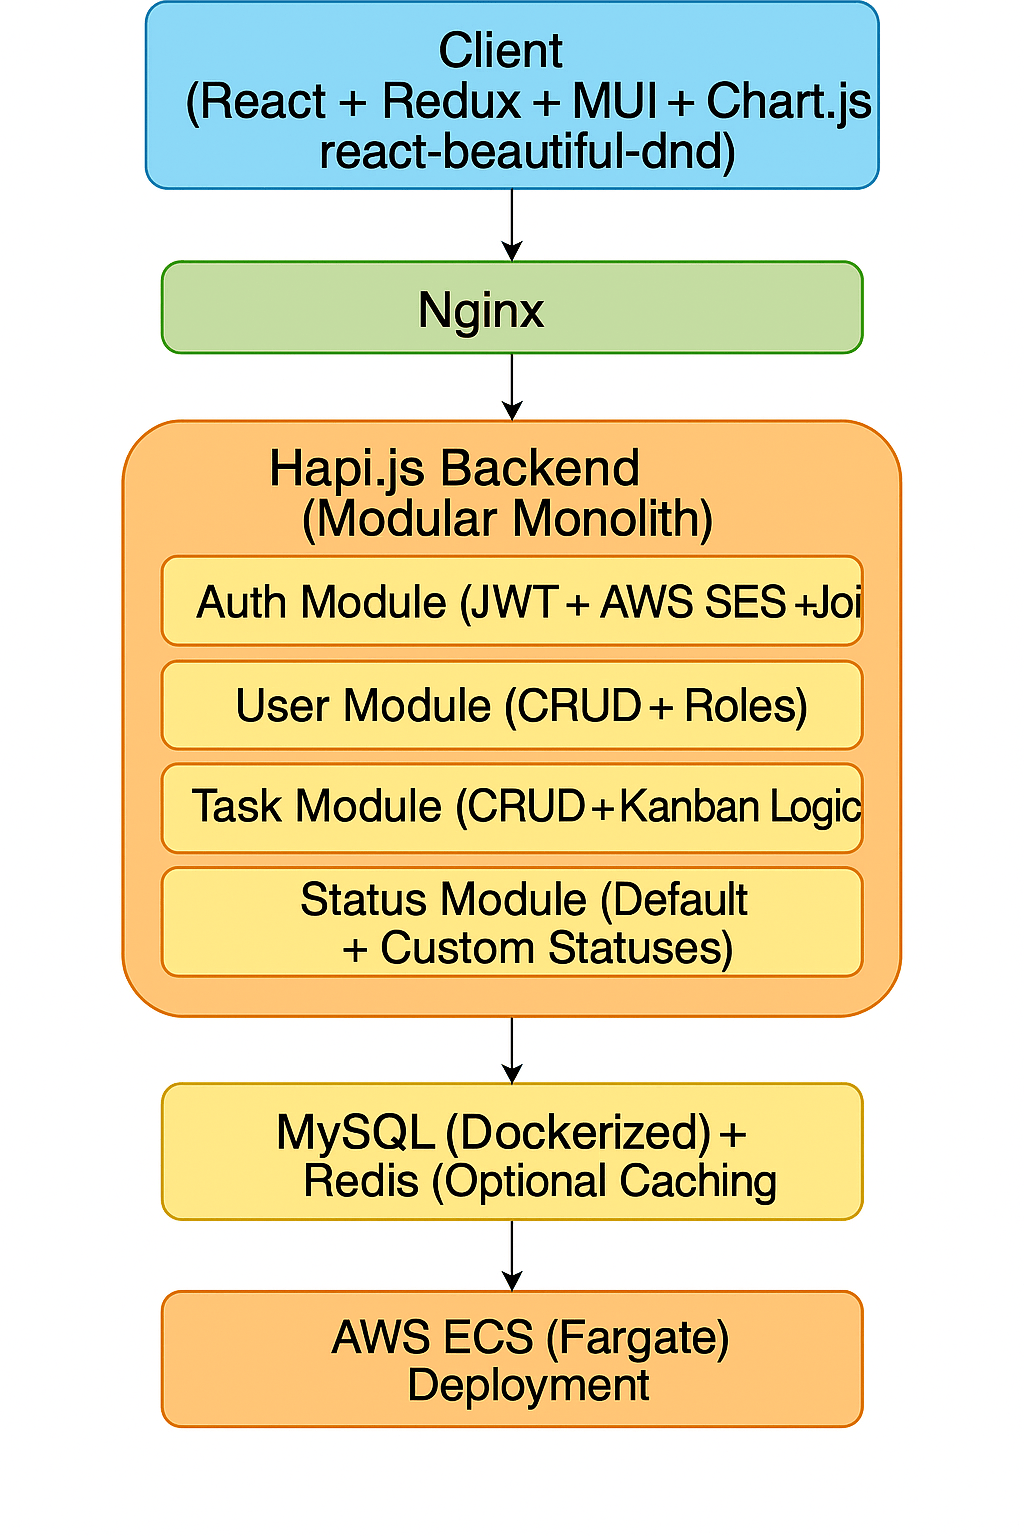 Client
(React + Redux + MUI + Chart.js
react-beautiful-dnd)
Nginx
Hapi.js Backend
(Modular Monolith)
Auth Module (JWT + AWS SES +Joi
User Module (CRUD + Roles)
Task Module (CRUD + Kanban Logic
Status Module (Default
+ Custom Statuses)
MySQL (Dockerized) +
Redis (Optional Caching
AWS ECS (Fargate)
Deployment